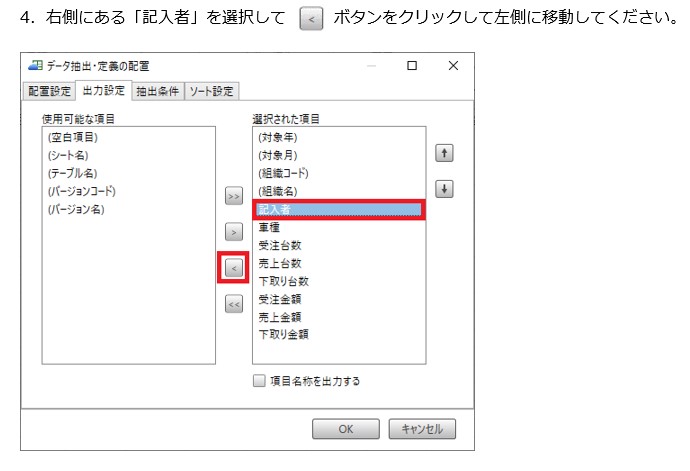 4. 右側にある「記入者」を選択して < ボタンをクリックして左側に移動してください。
データ抽出・定義の配置
配置設定 出力設定 抽出条件 ソート設定
使用可能な項目
(空白項目)
(シート名)
(テーブル名)
(バージョンコード)
(バージョン名)
>>
>
<
<<
選択された項目
(対象年)
(対象月)
(組織コード)
(組織名)
記入者
車種
受注台数
売上台数
下取り台数
受注金額
売上金額
下取り金額
項目名称を出力する
OK キャンセル